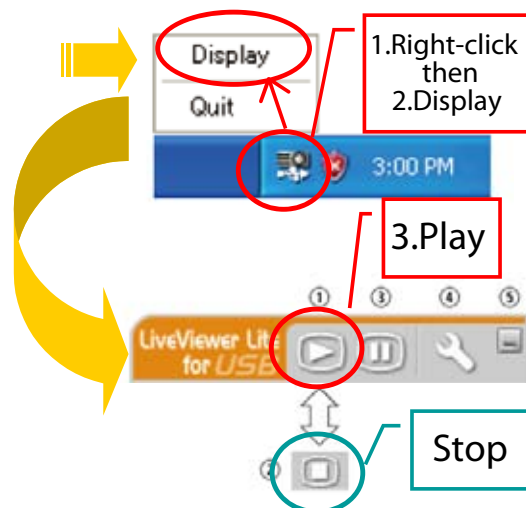 Display
Quit
3:00 PM
1.Right-click
then
2.Display
3.Play
① ③ ④ ⑤
LiveViewer Lite
for USB
②
Stop